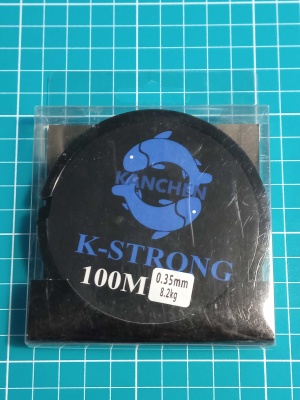 KANCHEN
K-STRONG
100M
0.35mm
8.2kg